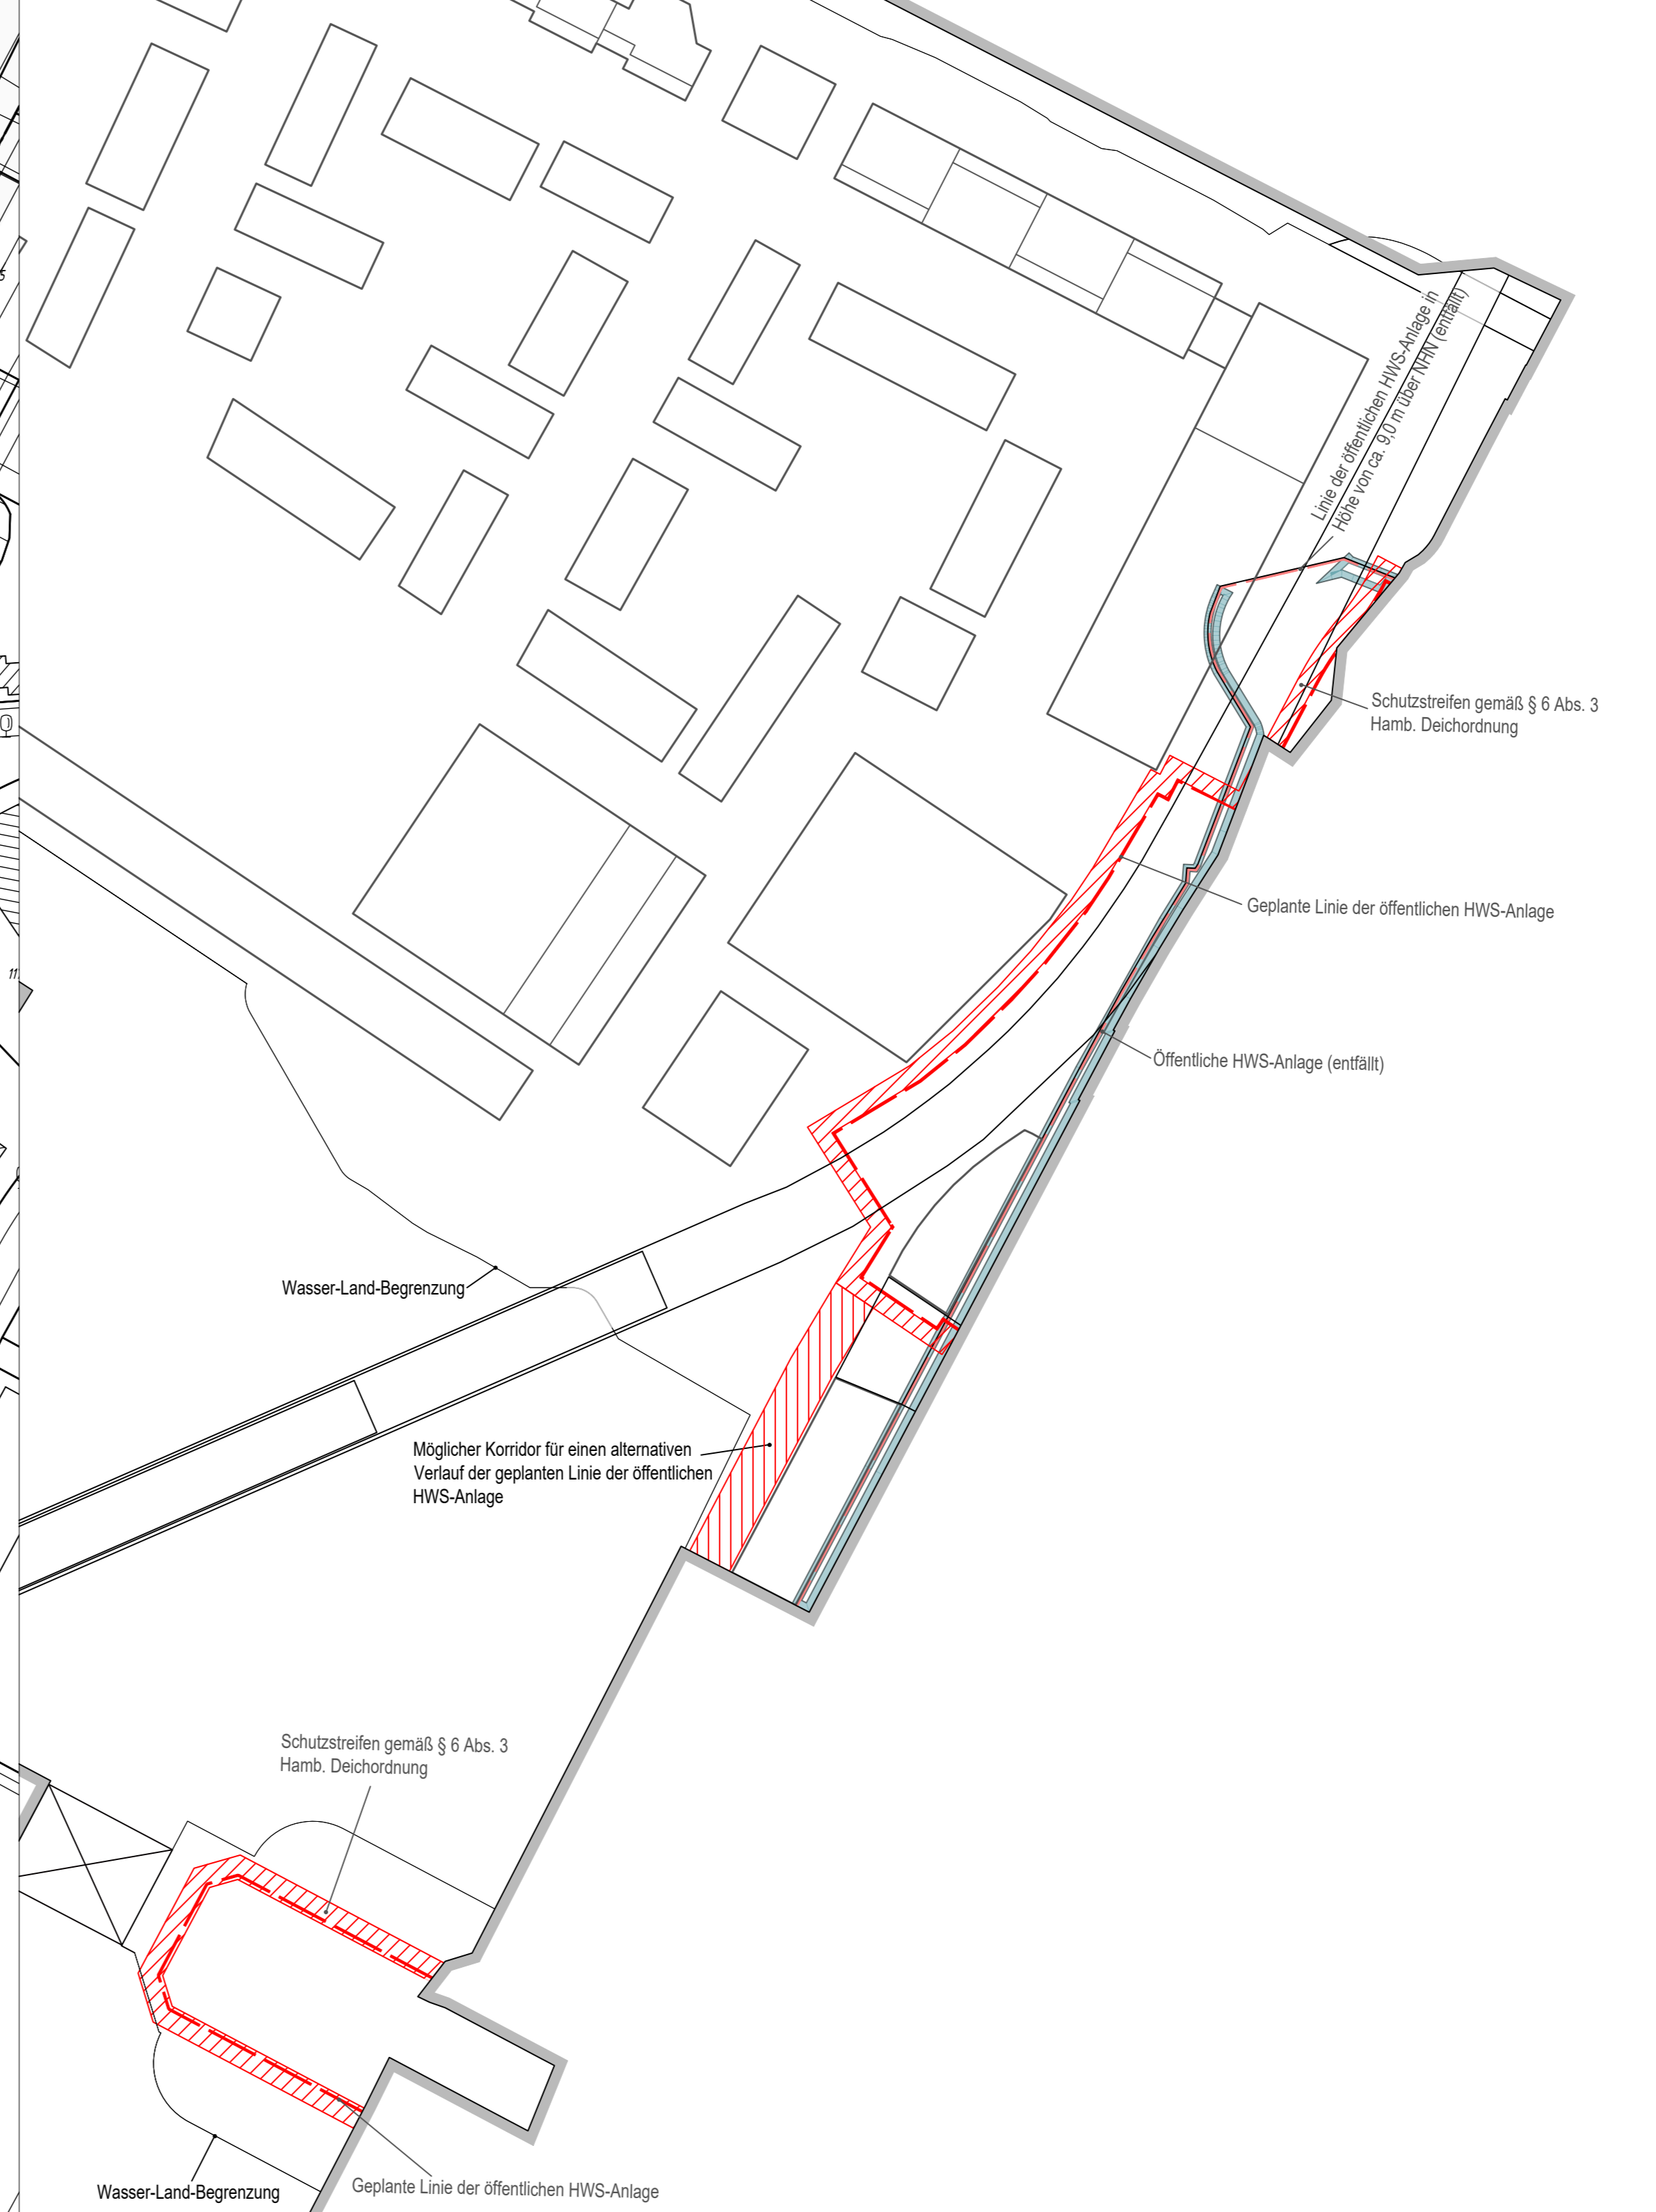 Linie der öffentlichen HWS-Anlage in
Höhe von ca. 9,0 m über NHN (entfällt)
Schutzstreifen gemäß § 6 Abs. 3
Hamb. Deichordnung
Geplante Linie der öffentlichen HWS-Anlage
Öffentliche HWS-Anlage (entfällt)
Wasser-Land-Begrenzung
Möglicher Korridor für einen alternativen
Verlauf der geplanten Linie der öffentlichen
HWS-Anlage
Schutzstreifen gemäß § 6 Abs. 3
Hamb. Deichordnung
Geplante Linie der öffentlichen HWS-Anlage
Wasser-Land-Begrenzung